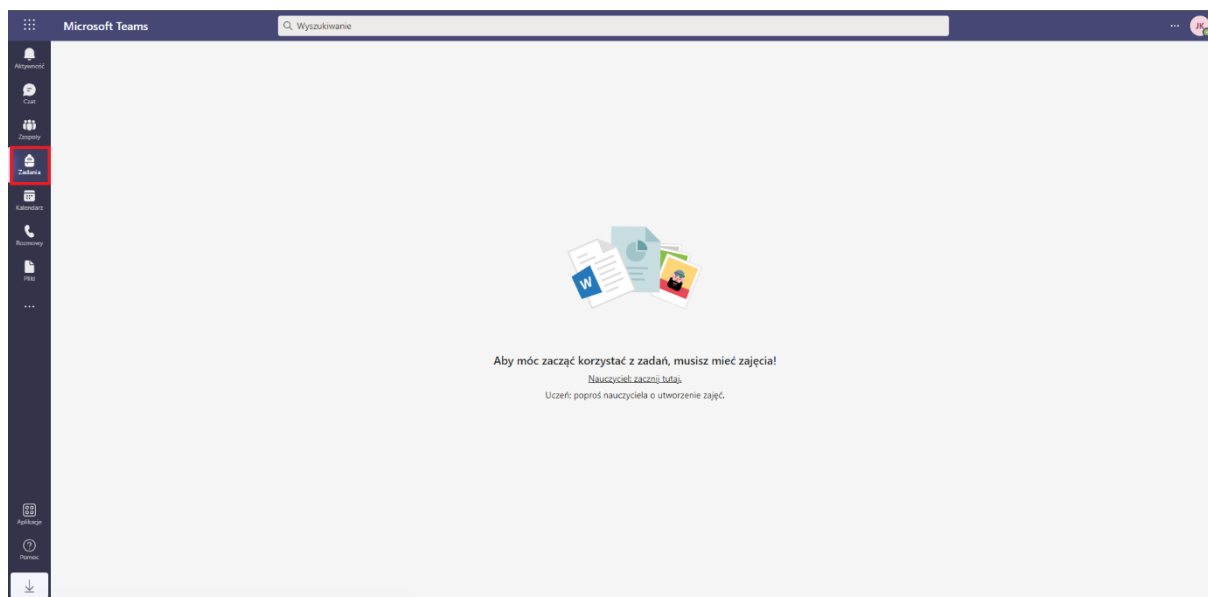 Microsoft Teams
Wyszukiwanie
JK
Aktywność
Czat
Zespoły
Zadania
Kalendarz
Rozmowy
Pliki
W
Aby móc zacząć korzystać z zadań, musisz mieć zajęcia!
Nauczyciel: zacznij tutaj.
Uczeń: poproś nauczyciela o utworzenie zajęć.
Aplikacje
Pomoc